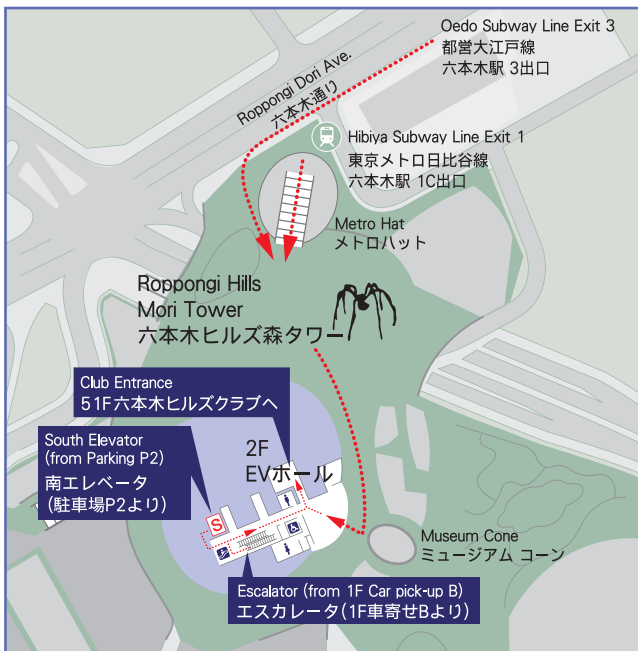 Oedo Subway Line Exit 3
都営大江戸線
六本木駅 3出口
Roppongi Dori Ave.
六本木通り
Hibiya Subway Line Exit 1
東京メトロ日比谷線
六本木駅 1C出口
Metro Hat
メトロハット
Roppongi Hills
Mori Tower
六本木ヒルズ森タワー
Club Entrance
51F六本木ヒルズクラブへ
South Elevator
(from Parking P2)
南エレベータ
(駐車場P2より)
2F
EVホール
S
Museum Cone
ミュージアム コーン
Escalator (from 1F Car pick-up B)
エスカレータ(1F車寄せBより)